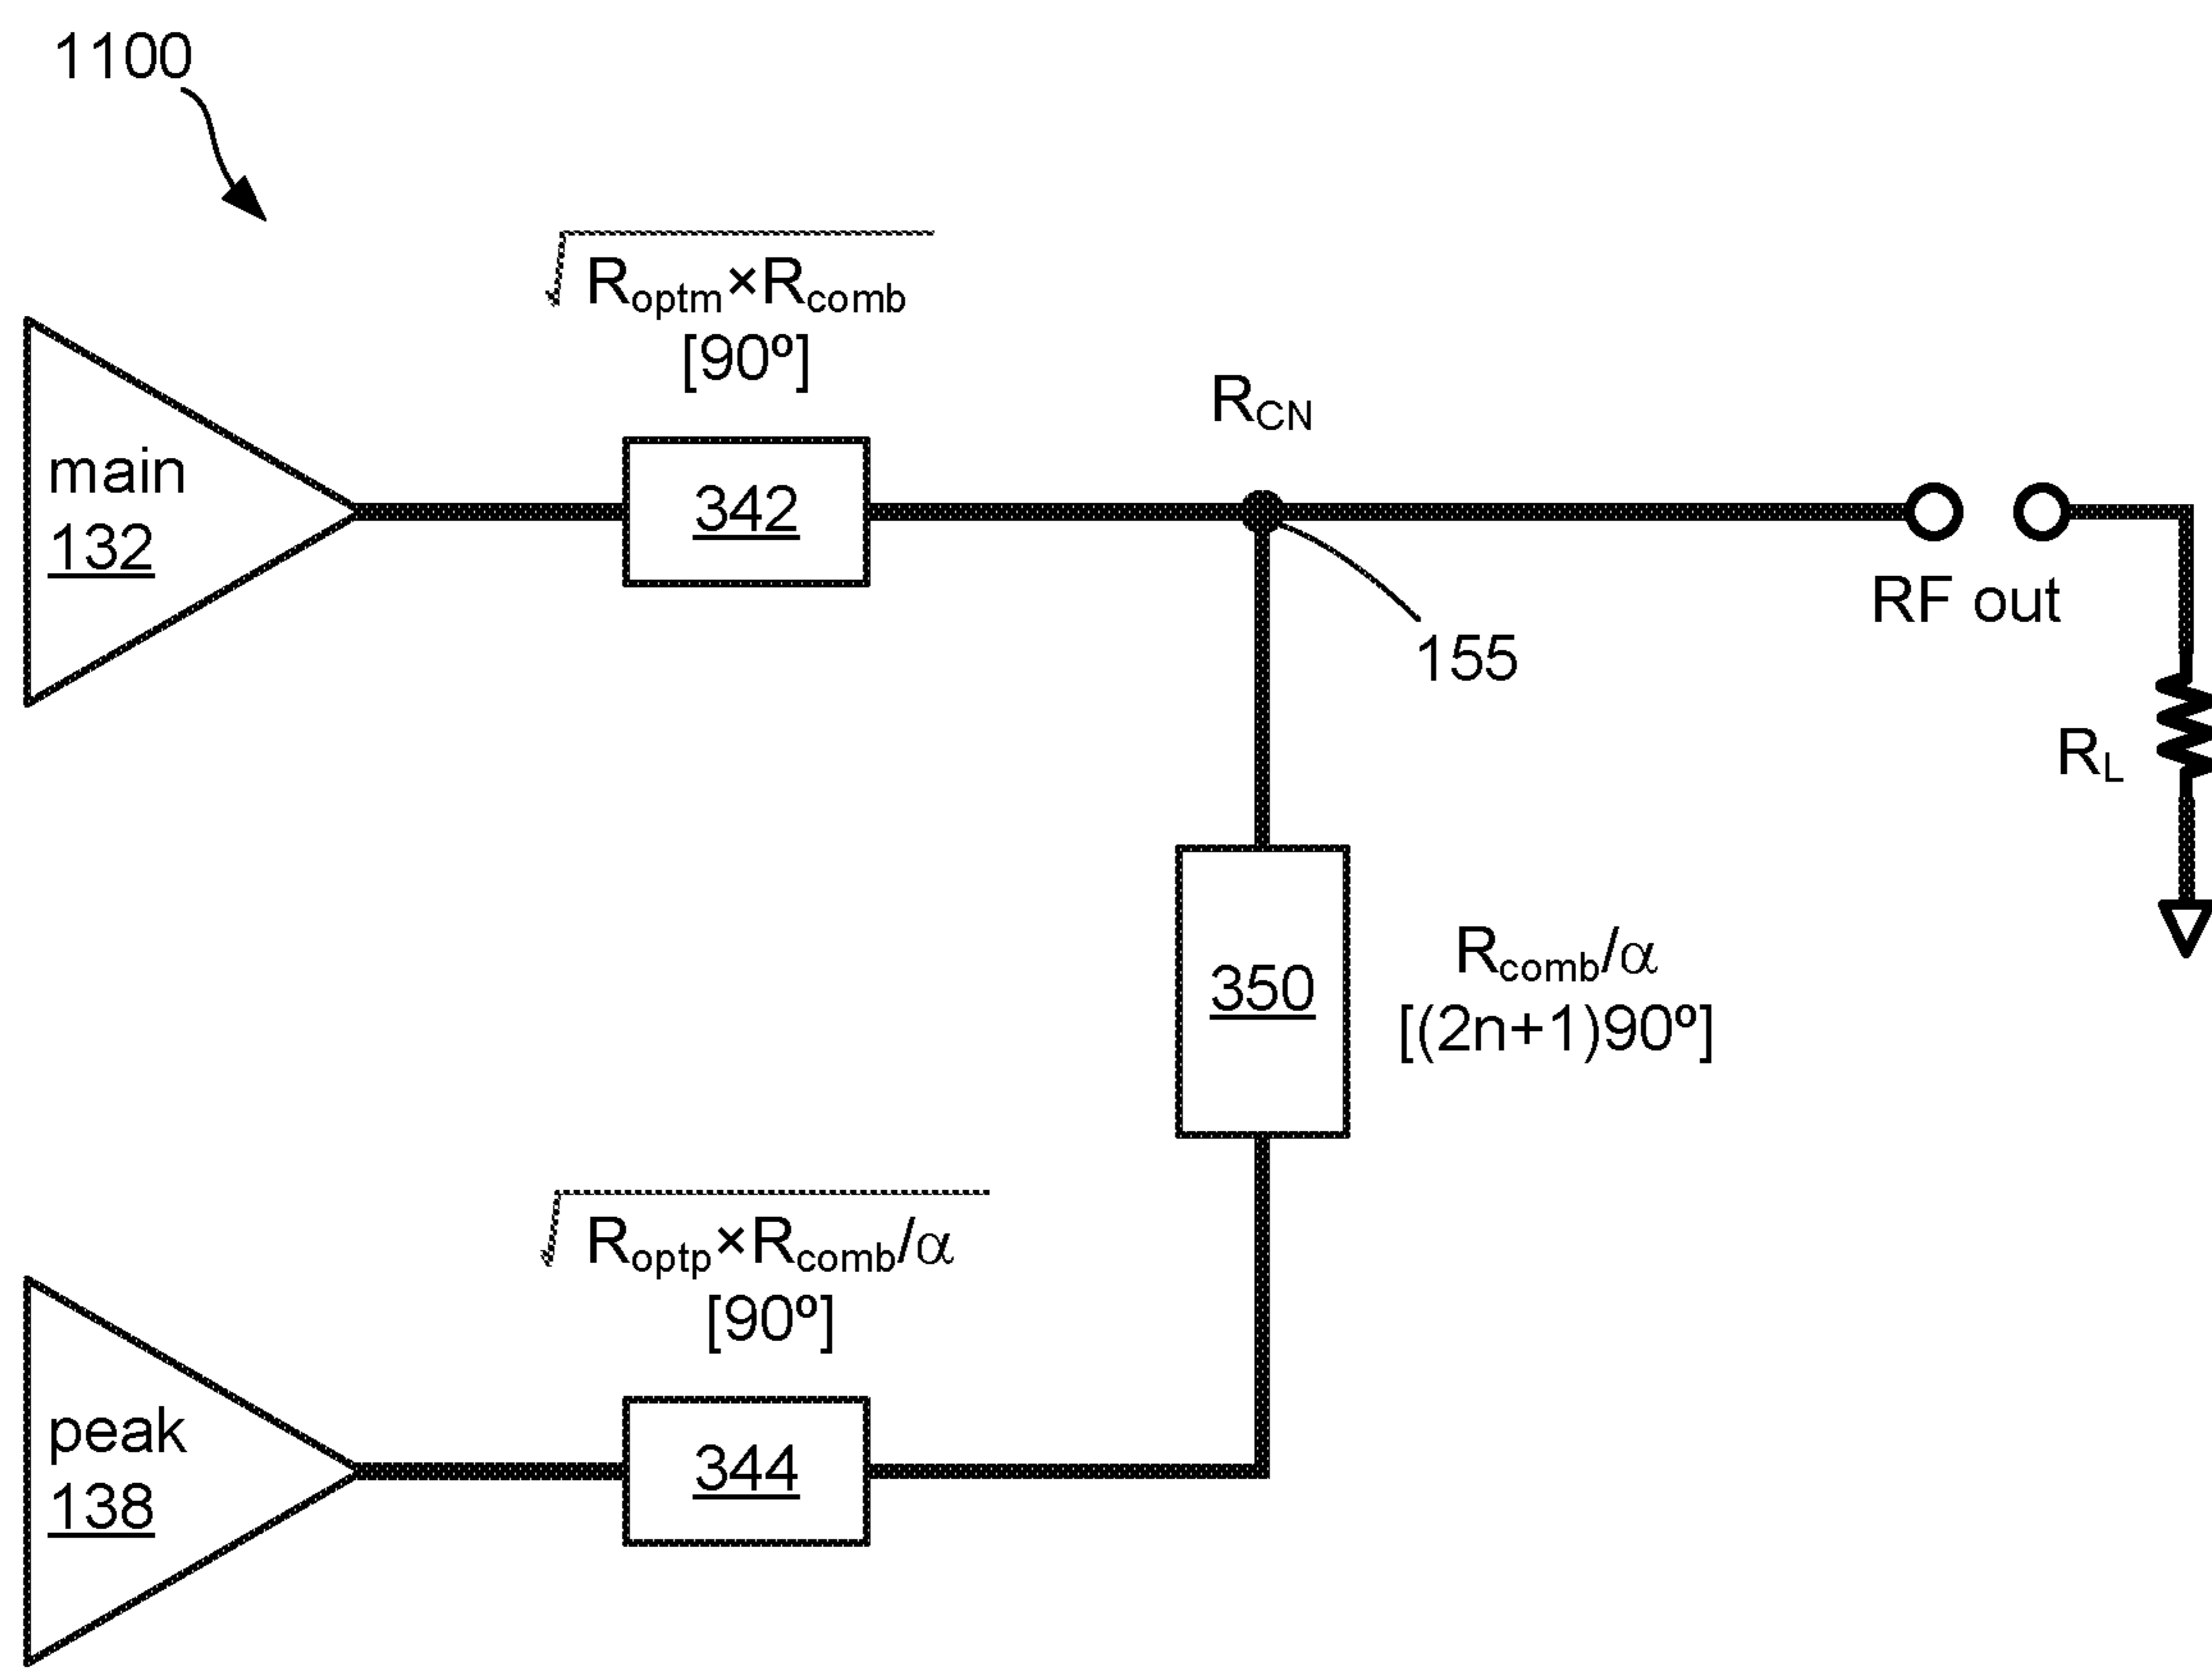 1100
√Roptm×Rcomb
[90º]
RCN
main
132
342
RF out
155
RL
350
Rcomb/α
[(2n+1)90º]
√Roptp×Rcomb/α
[90º]
peak
138
344